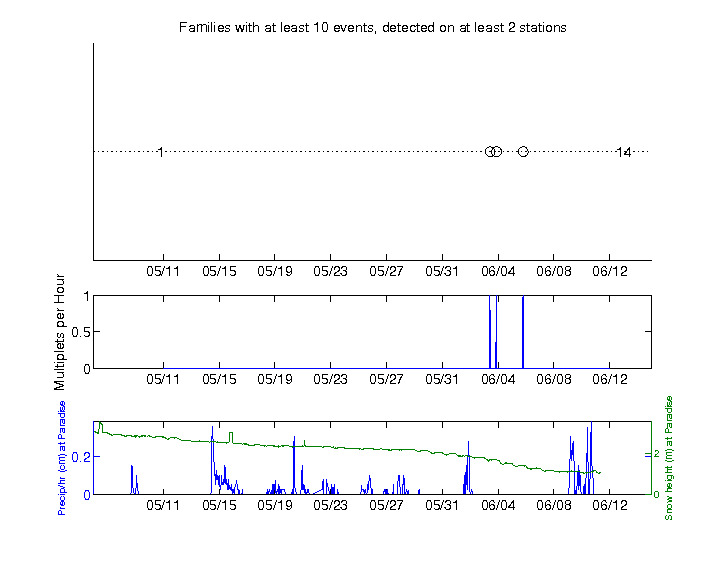 Families with at least 10 events, detected on at least 2 stations
1 14
05/11 05/15 05/19 05/23 05/27 05/31 06/04 06/08 06/12
Multiplets per Hour
1
0.5
0
05/11 05/15 05/19 05/23 05/27 05/31 06/04 06/08 06/12
Precip/hr (cm) at Paradise
0.2
0
2
0
Snow height (m) at Paradise
05/11 05/15 05/19 05/23 05/27 05/31 06/04 06/08 06/12